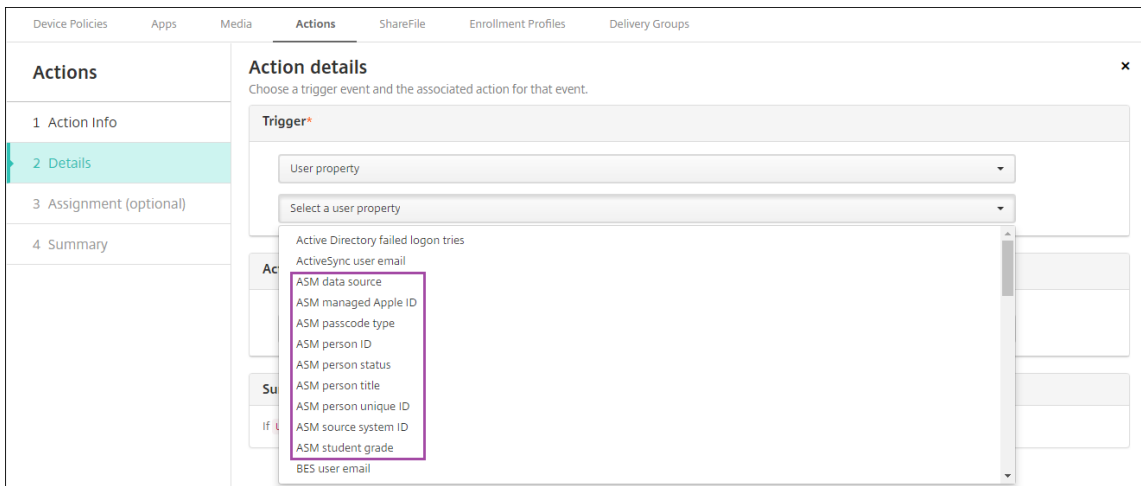 Device Policies Apps Media Actions ShareFile Enrollment Profiles Delivery Groups
Actions
1 Action Info
2 Details
3 Assignment (optional)
4 Summary
Action details
Choose a trigger event and the associated action for that event.
Trigger*
User property
Select a user property
Active Directory failed logon tries
ActiveSync user email
ASM data source
ASM managed Apple ID
ASM passcode type
ASM person ID
ASM person status
ASM person title
ASM person unique ID
ASM source system ID
ASM student grade
BES user email
If